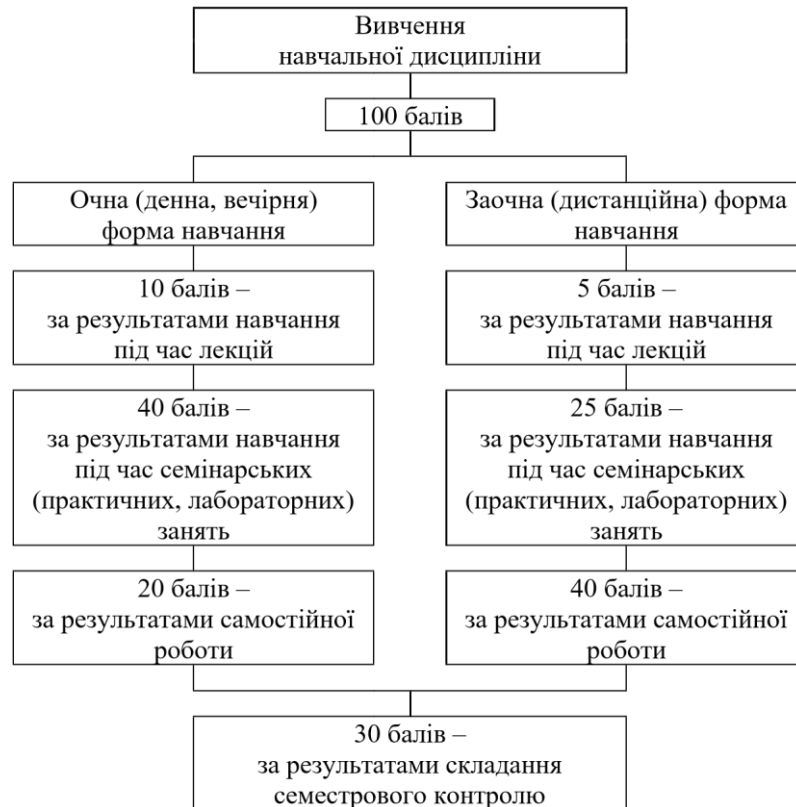 Вивчення
навчальної дисципліни
100 балів
Очна (денна, вечірня)
форма навчання
10 балів –
за результатами навчання
під час лекцій
40 балів –
за результатами навчання
під час семінарських
(практичних, лабораторних)
занять
20 балів –
за результатами самостійної
роботи
Заочна (дистанційна) форма
навчання
5 балів –
за результатами навчання
під час лекцій
25 балів –
за результатами навчання
під час семінарських
(практичних, лабораторних)
занять
40 балів –
за результатами самостійної
роботи
30 балів –
за результатами складання
семестрового контролю